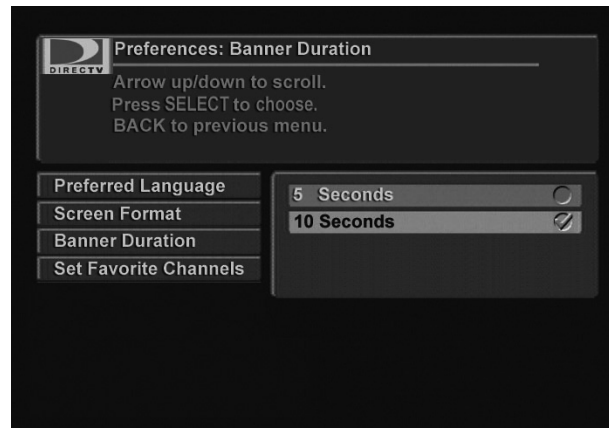 Preferences: Banner Duration
DIRECTV
Arrow up/down to scroll.
Press SELECT to choose.
BACK to previous menu.
Preferred Language
Screen Format
Banner Duration
Set Favorite Channels
5 Seconds
10 Seconds